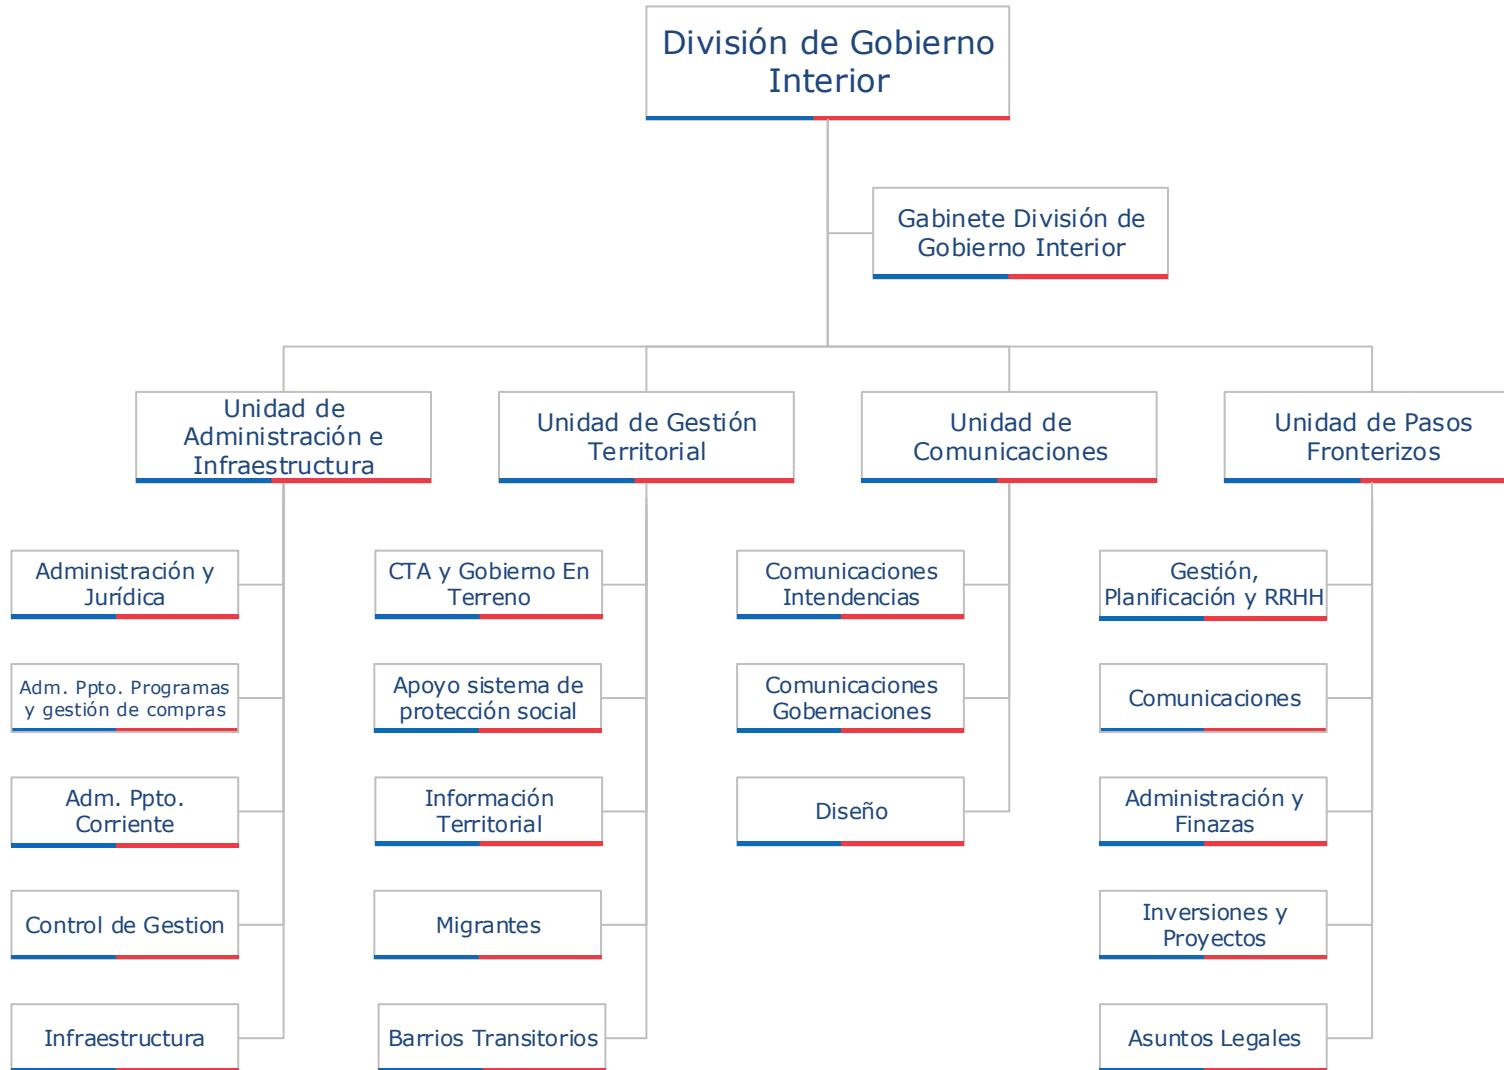 División de Gobierno
Interior
Gabinete División de
Gobierno Interior
Unidad de
Administración e
Infraestructura
Unidad de Gestión
Territorial
Unidad de
Comunicaciones
Unidad de Pasos
Fronterizos
Administración y
Jurídica
CTA y Gobierno En
Terreno
Comunicaciones
Intendencias
Gestión,
Planificación y RRHH
Adm. Ppto. Programas
y gestión de compras
Apoyo sistema de
protección social
Comunicaciones
Gobernaciones
Comunicaciones
Adm. Ppto.
Corriente
Información
Territorial
Diseño
Administración y
Finazas
Control de Gestion
Migrantes
Inversiones y
Proyectos
Infraestructura
Barrios Transitorios
Asuntos Legales